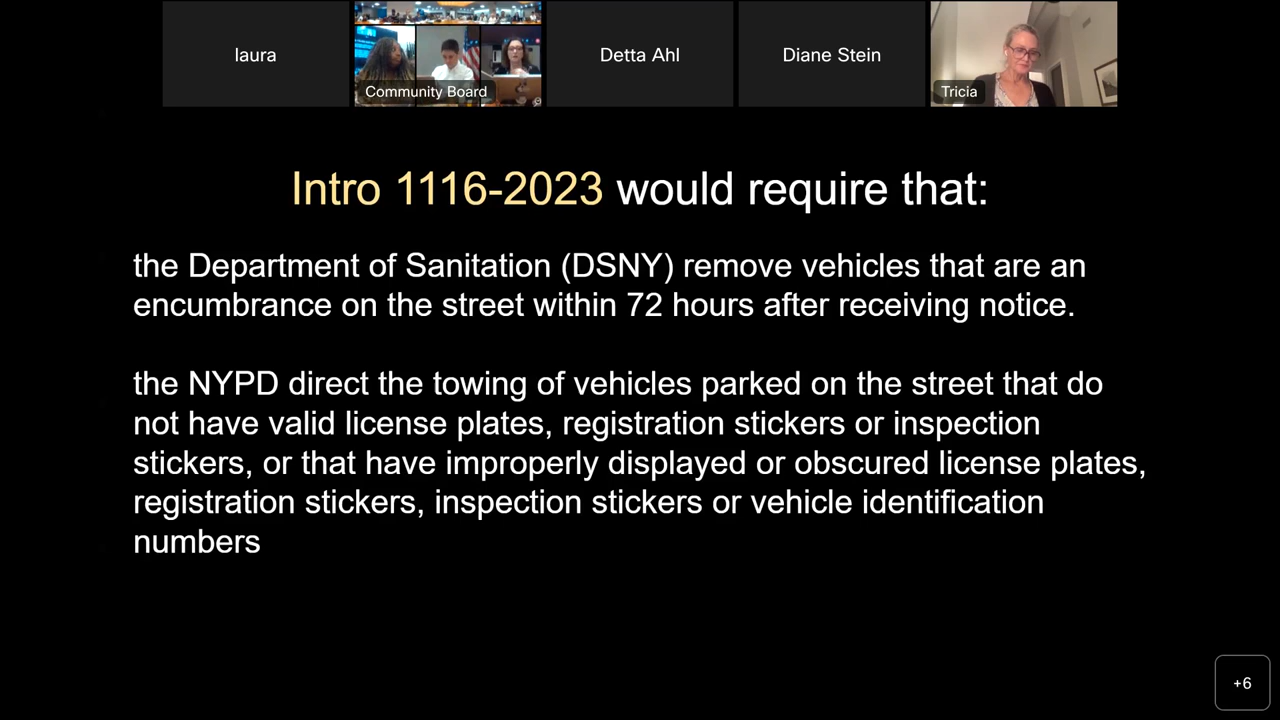 laura
Community Board
Detta Ahl
Diane Stein
Tricia
Intro 1116-2023 would require that:
the Department of Sanitation (DSNY) remove vehicles that are an
encumbrance on the street within 72 hours after receiving notice.
the NYPD direct the towing of vehicles parked on the street that do
not have valid license plates, registration stickers or inspection
stickers, or that have improperly displayed or obscured license plates,
registration stickers, inspection stickers or vehicle identification
numbers
+6